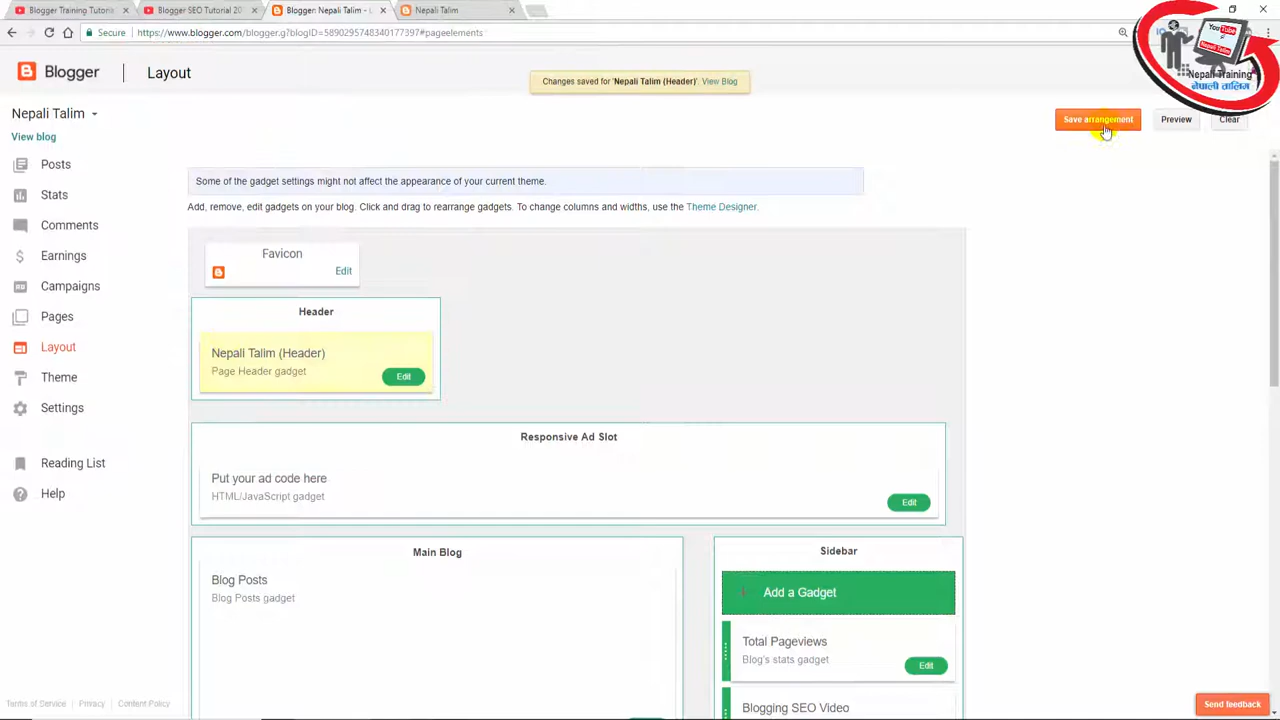 Blogger Training Tutoria
Blogger SEO Tutorial 20
Blogger: Nepali Talim - L
Nepali Talim
Secure
https://www.blogger.com/blogger.g?blogID=5890295748340177397#pageelements
YouTube
Nepali Talim
Nepali Training
नेपाली तालिम
Blogger
Layout
Changes saved for 'Nepali Talim (Header)'. View Blog
Nepali Talim
View blog
Save arrangement
Preview
Clear
Posts
Stats
Comments
Earnings
Campaigns
Pages
Layout
Theme
Settings
Reading List
Help
Some of the gadget settings might not affect the appearance of your current theme.
Add, remove, edit gadgets on your blog. Click and drag to rearrange gadgets. To change columns and widths, use the Theme Designer.
Favicon
Edit
Header
Nepali Talim (Header)
Page Header gadget
Edit
Responsive Ad Slot
Put your ad code here
HTML/JavaScript gadget
Edit
Main Blog
Blog Posts
Blog Posts gadget
Sidebar
Add a Gadget
Total Pageviews
Blog's stats gadget
Edit
Blogging SEO Video
Terms of Service
Privacy
Content Policy
Send feedback